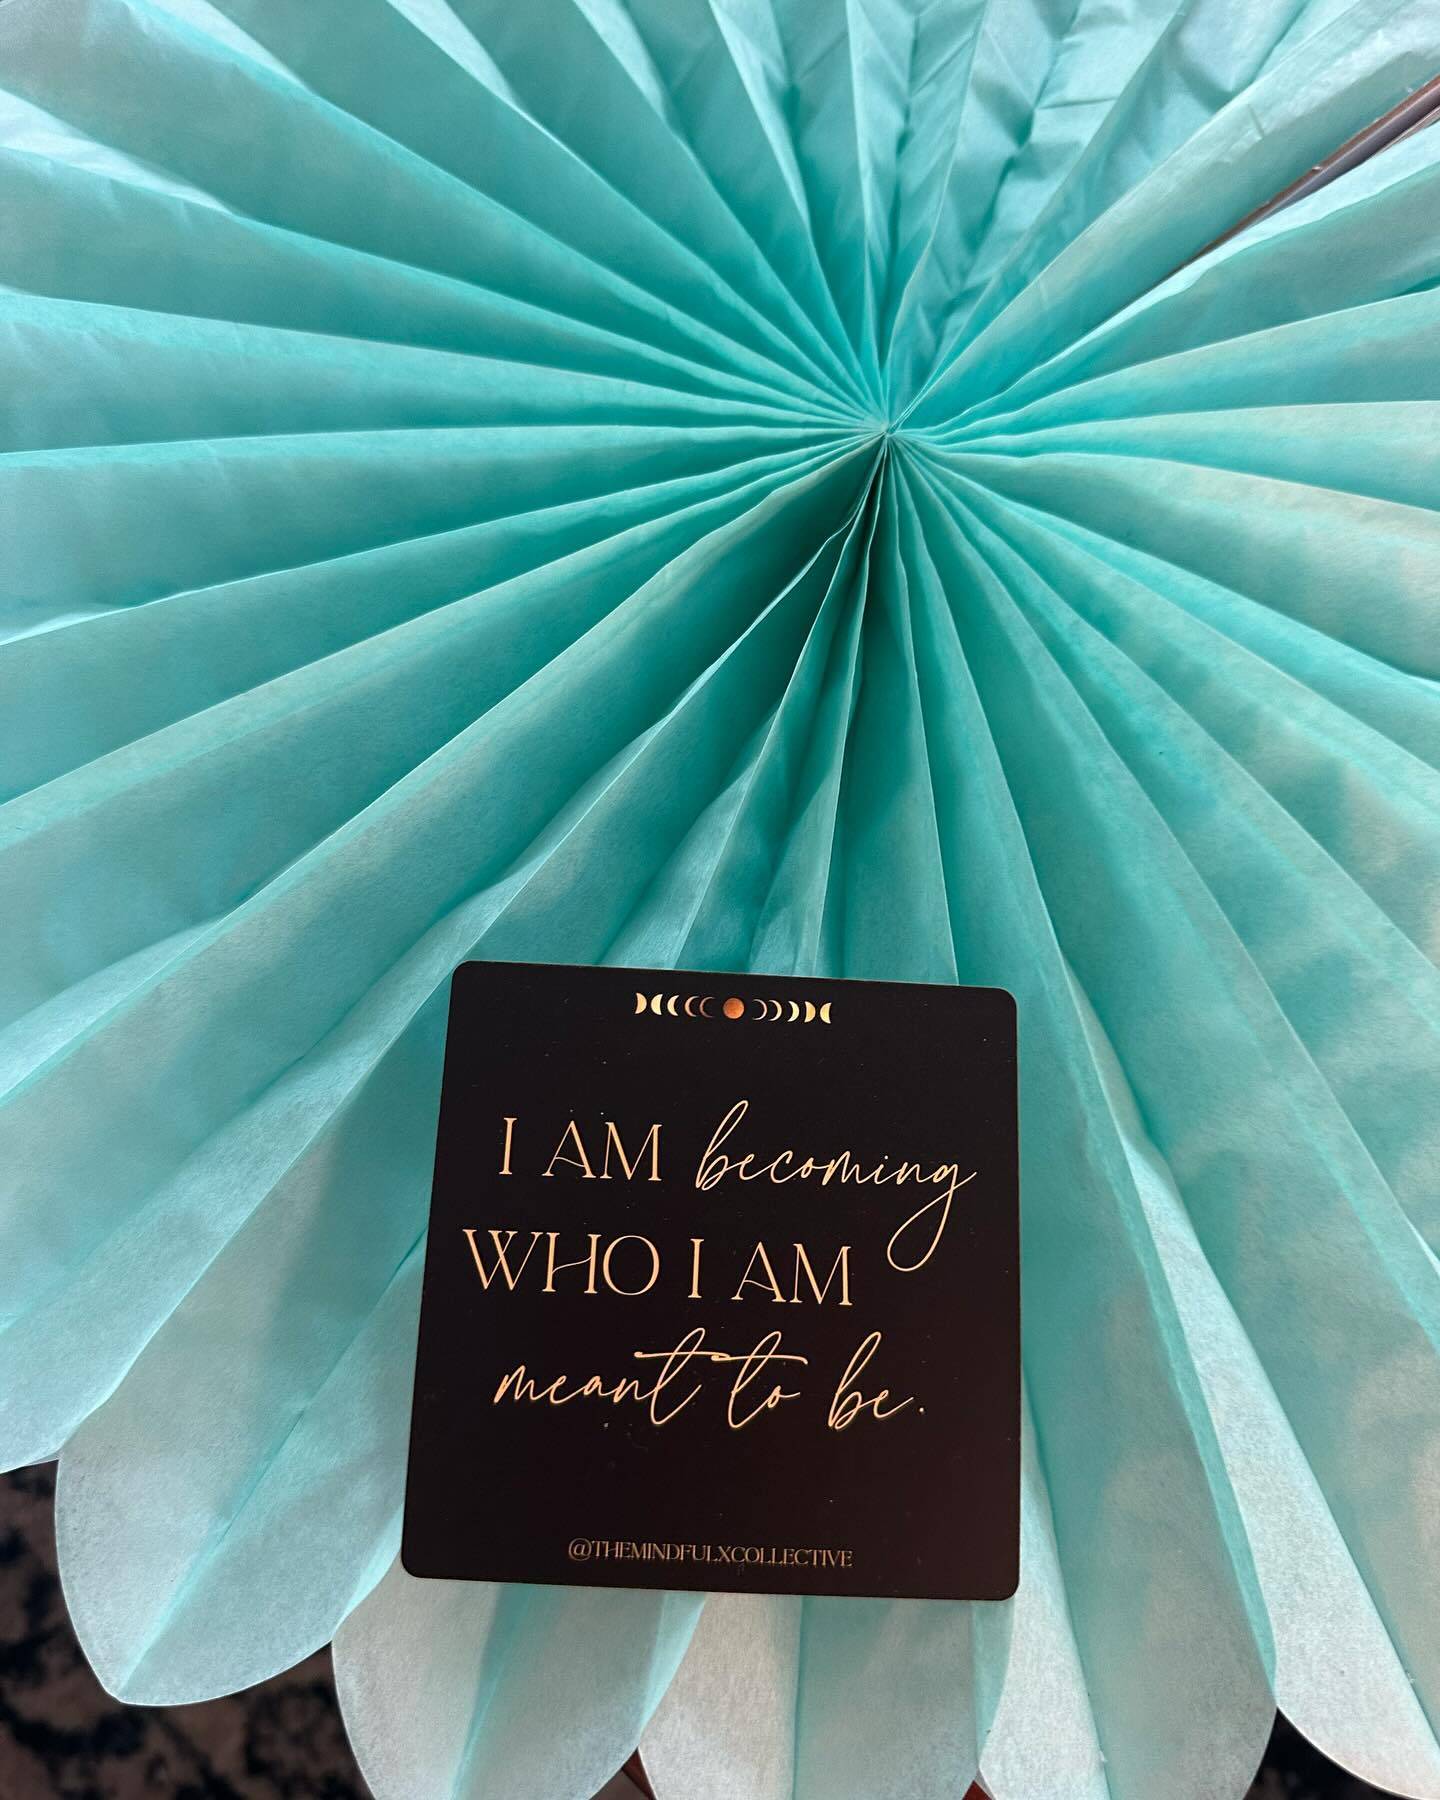 I AM becoming
WHO I AM
meant to be.
@THEMINDFULXCOLLECTIVE